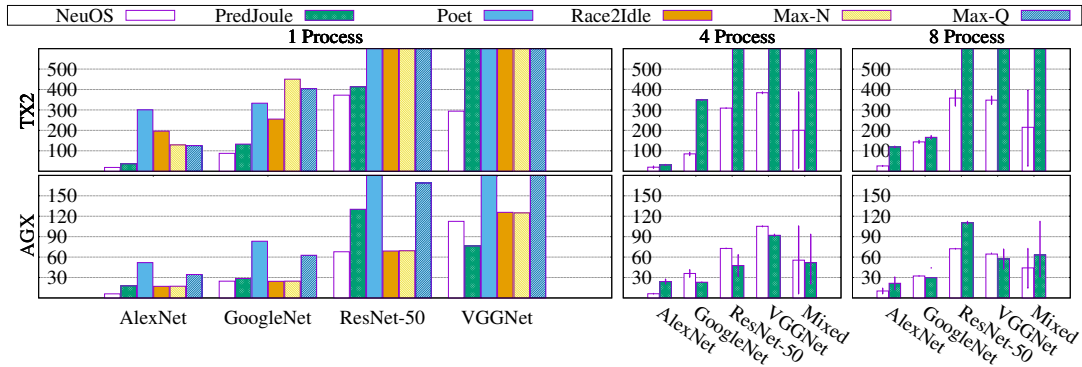 NeuOS PredJoule Poet Race2Idle Max-N Max-Q
1 Process 4 Process 8 Process
TX2
500 500 500
400 400 400
300 300 300
200 200 200
100 100 100
AGX
150 150 150
120 120 120
90 90 90
60 60 60
30 30 30
AlexNet GoogleNet ResNet-50 VGGNet
AlexNet GoogleNet ResNet-50 VGGNet Mixed
AlexNet GoogleNet ResNet-50 VGGNet Mixed